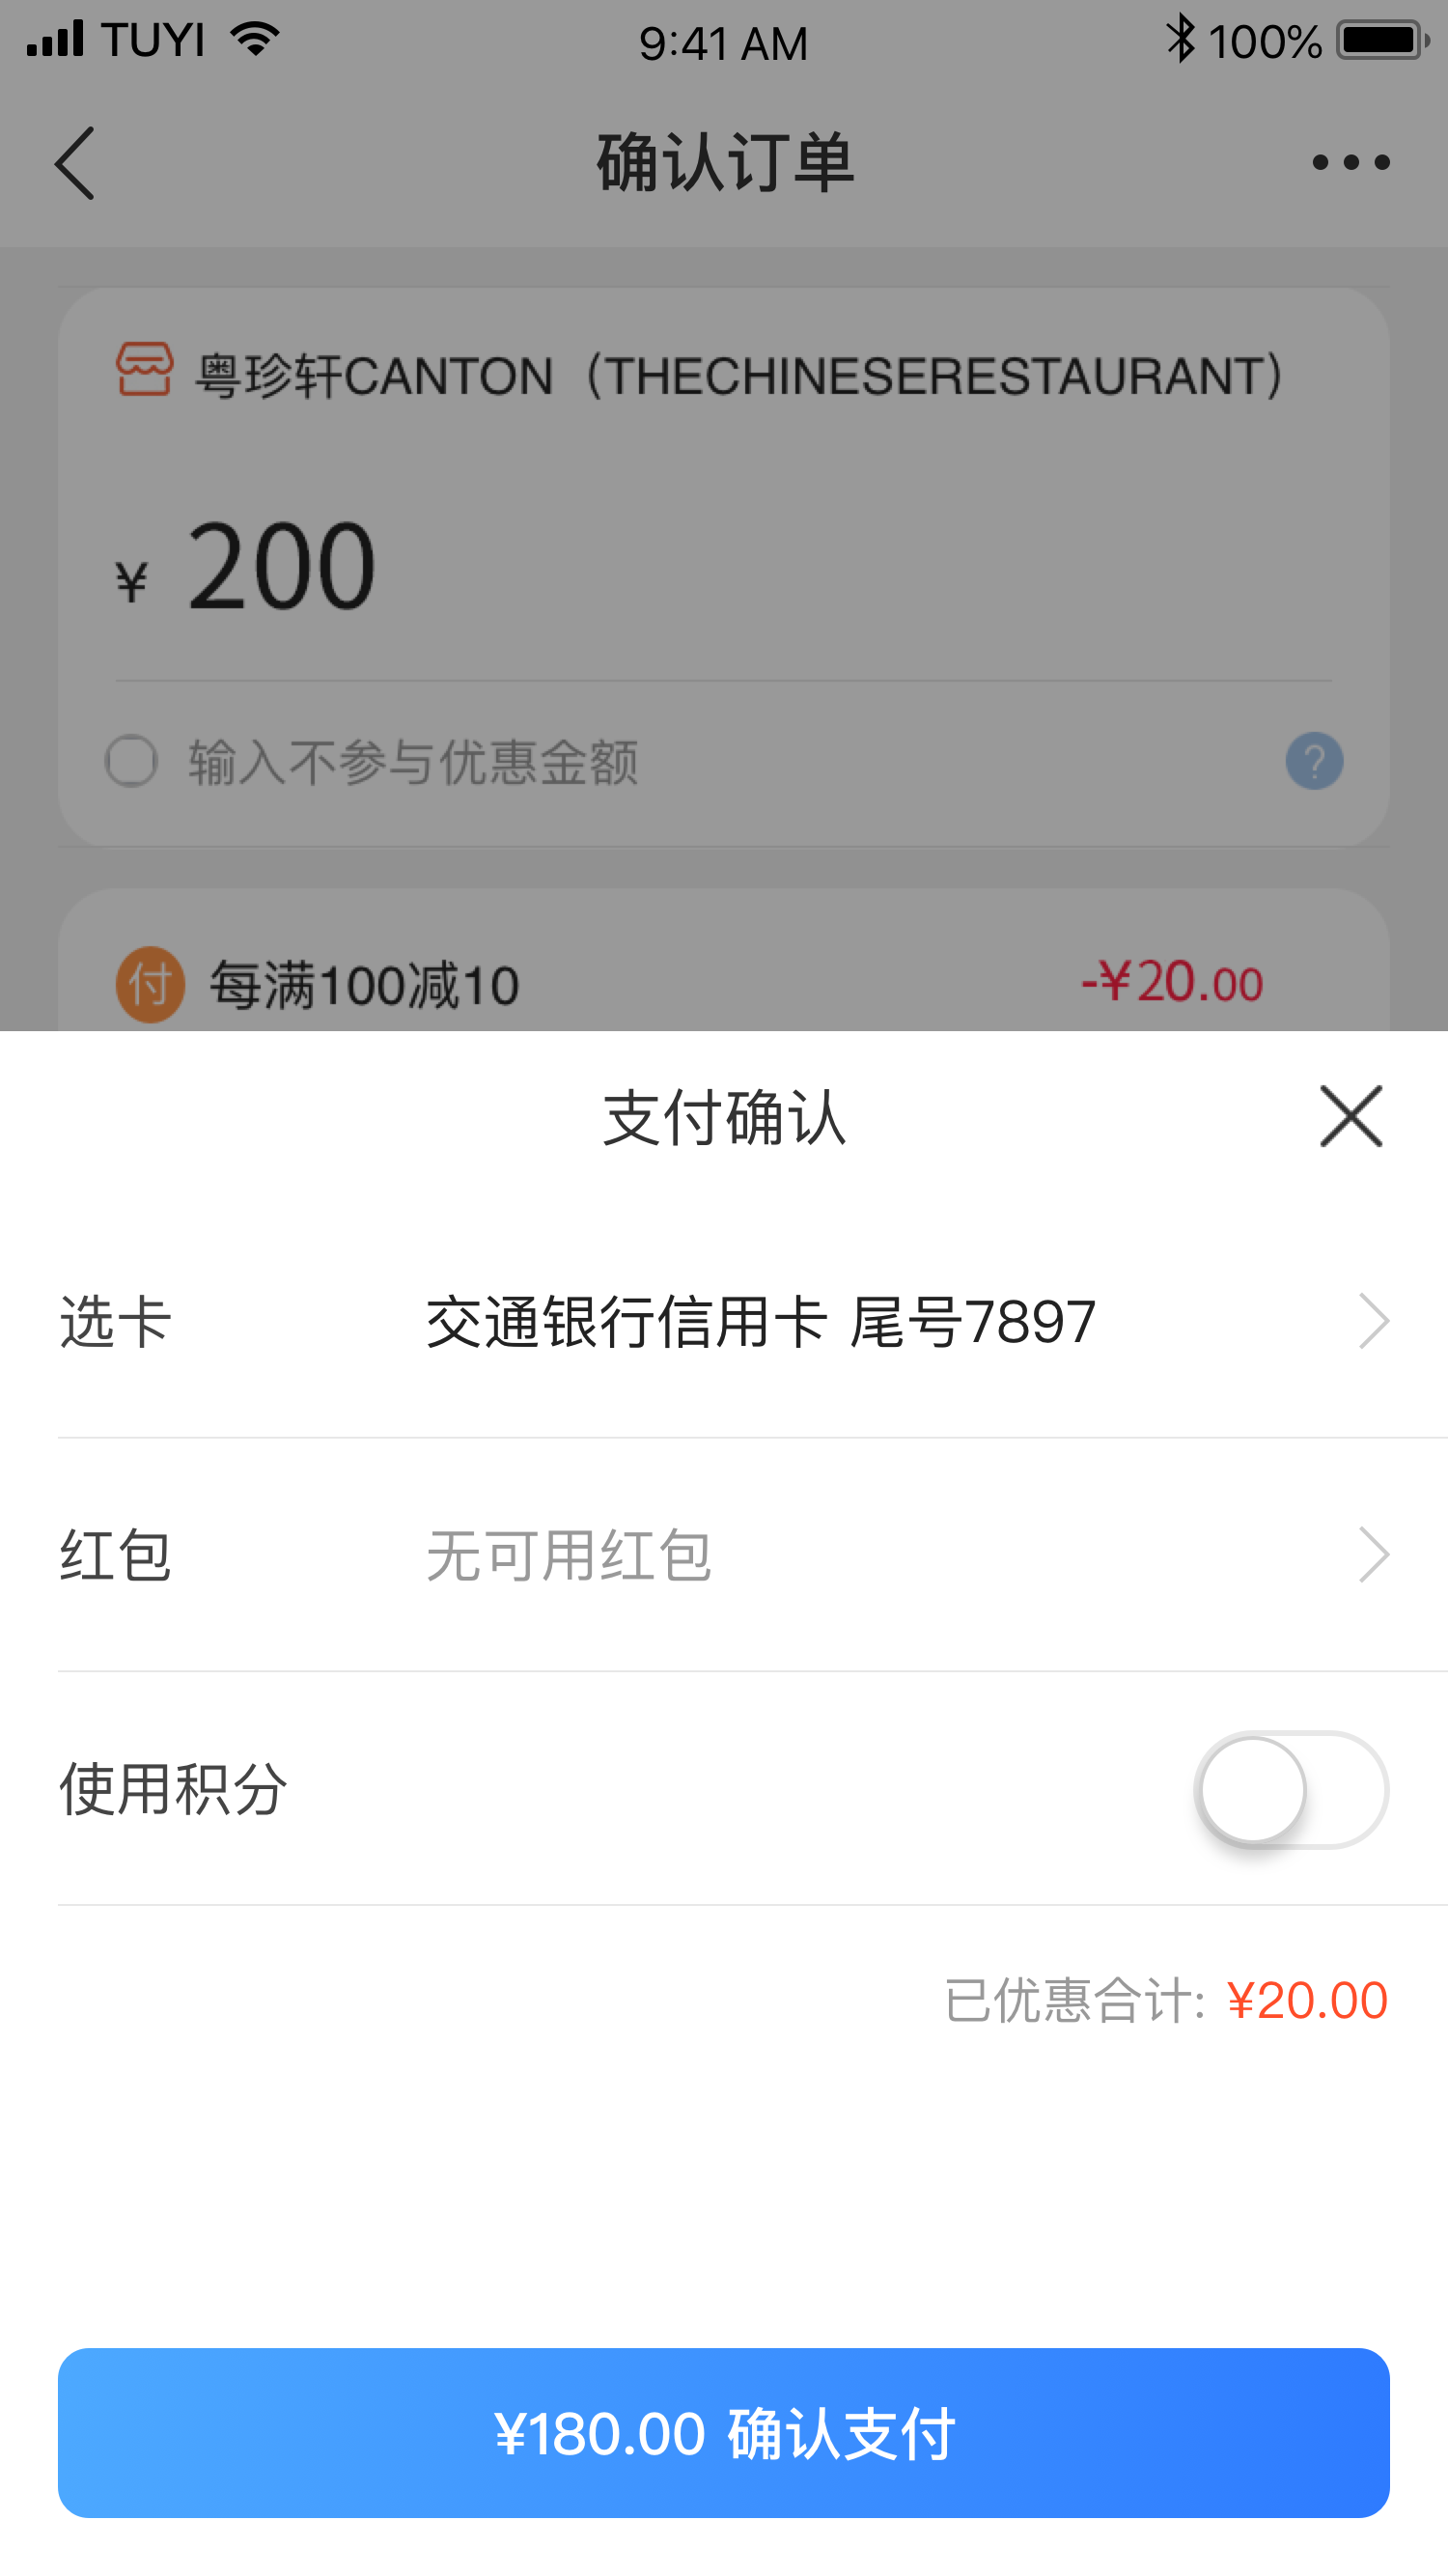 TUYI 9:41 AM 100%
确认订单
粤珍轩CANTON（THECHINESERESTAURANT）
¥ 200
输入不参与优惠金额 ?
付 每满100减10 -¥20.00
支付确认
选卡 交通银行信用卡 尾号7897
红包 无可用红包
使用积分
已优惠合计: ¥20.00
¥180.00 确认支付